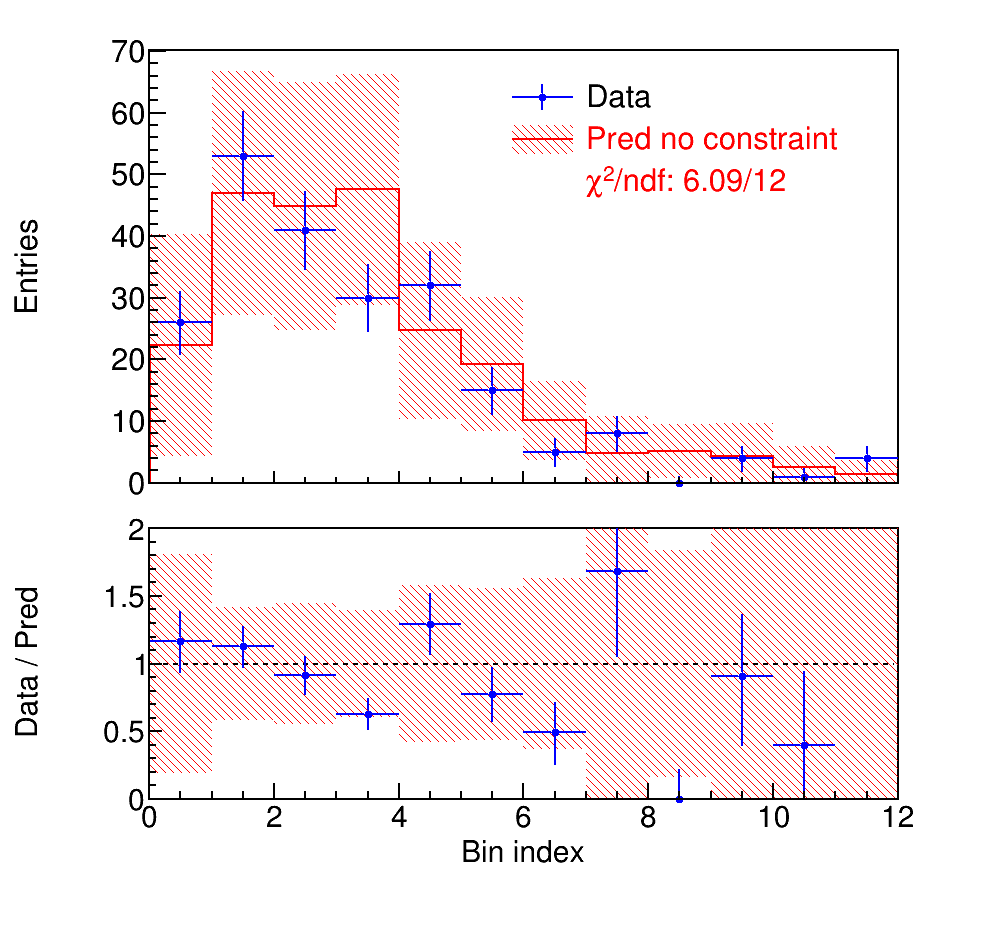 70
60
50
40
30
20
10
0
Entries
Data
Pred no constraint
χ²/ndf: 6.09/12
2
1.5
1
0.5
0
Data / Pred
0 2 4 6 8 10 12
Bin index